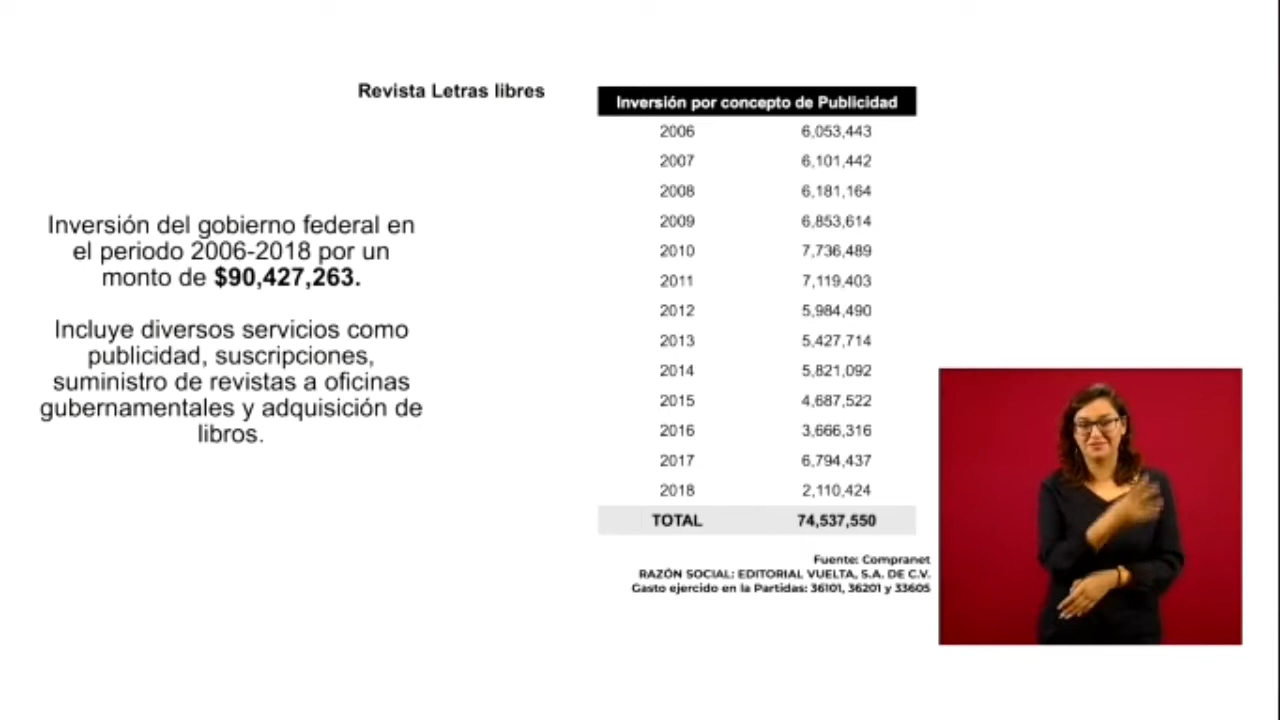 Revista Letras libres
Inversión del gobierno federal en
el periodo 2006-2018 por un
monto de $90,427,263.
Incluye diversos servicios como
publicidad, suscripciones,
suministro de revistas a oficinas
gubernamentales y adquisición de
libros.
Inversión por concepto de Publicidad
2006 6,053,443
2007 6,101,442
2008 6,181,164
2009 6,853,614
2010 7,736,489
2011 7,119,403
2012 5,984,490
2013 5,427,714
2014 5,821,092
2015 4,687,522
2016 3,666,316
2017 6,794,437
2018 2,110,424
TOTAL 74,537,550
Fuente: Compranet
RAZÓN SOCIAL: EDITORIAL VUELTA, S.A. DE C.V.
Gasto ejercido en la Partidas: 36101, 36201 y 33605